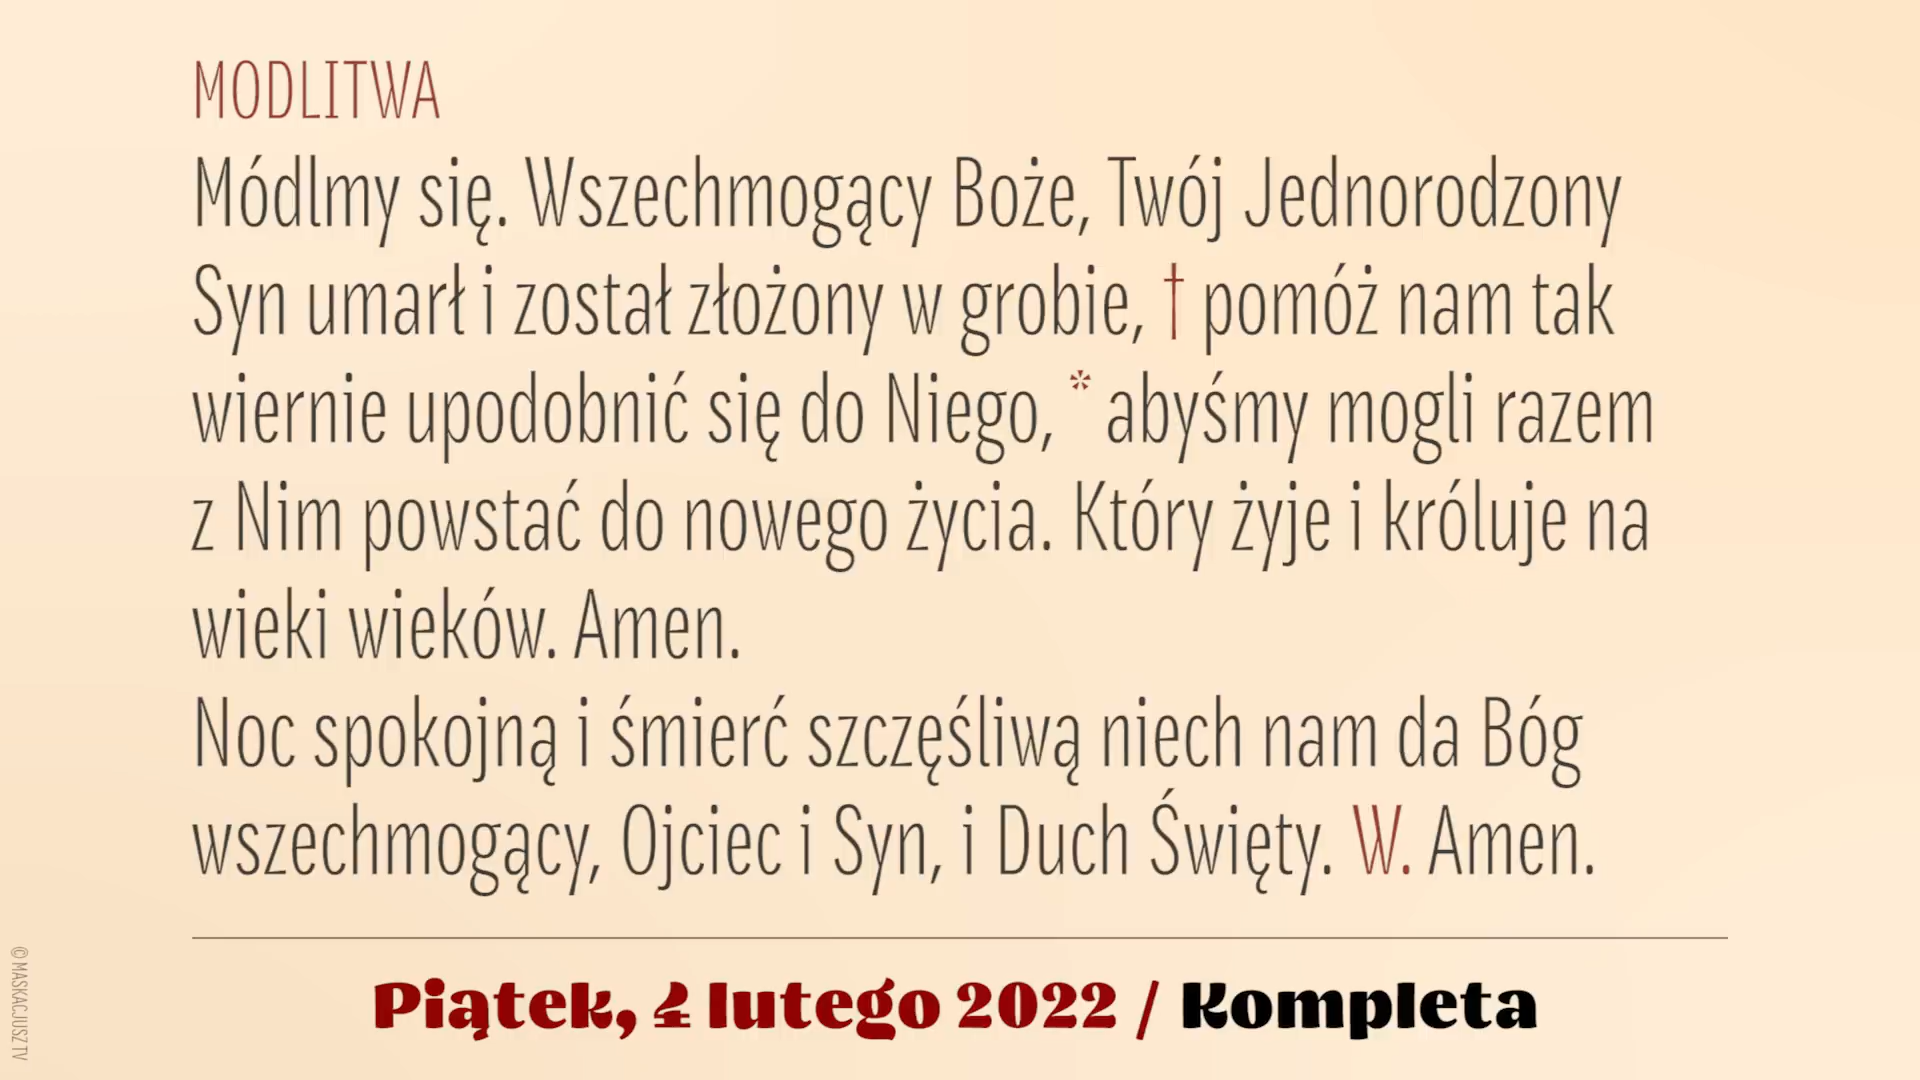 MODLITWA
Módlmy się. Wszechmogący Boże, Twój Jednorodzony
Syn umarł i został złożony w grobie, † pomóż nam tak
wiernie upodobnić się do Niego, * abyśmy mogli razem
z Nim powstać do nowego życia. Który żyje i króluje na
wieki wieków. Amen.
Noc spokojną i śmierć szczęśliwą niech nam da Bóg
wszechmogący, Ojciec i Syn, i Duch Święty. W. Amen.
Piątek, 4 lutego 2022 / Kompleta
© MASKACJUSZ TV